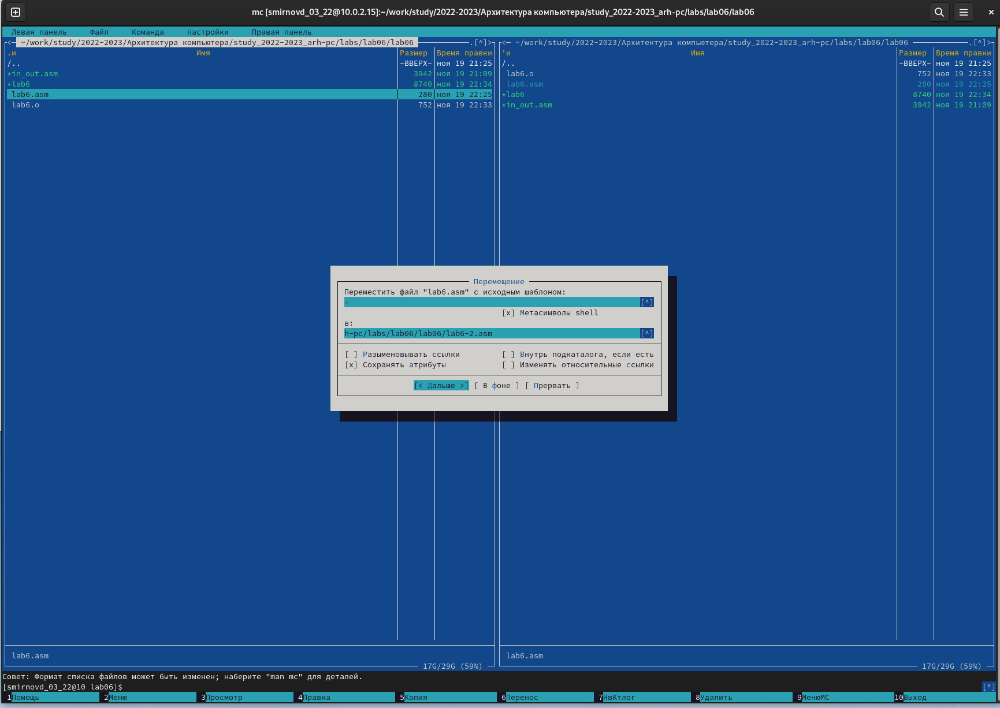 mc [smirnovd_03_22@10.0.2.15]:~/work/study/2022-2023/Архитектура компьютера/study_2022-2023_arh-pc/labs/lab06/lab06
Левая панель Файл Команда Настройки Правая панель
<─ ~/work/study/2022-2023/Архитектура компьютера/study_2022-2023_arh-pc/labs/lab06/lab06 .[^]>
.и Имя Размер Время правки
/.. -ВВЕРХ- ноя 19 21:25
*in_out.asm 3942 ноя 19 21:09
*lab6 8740 ноя 19 22:34
lab6.asm 280 ноя 19 22:25
lab6.o 752 ноя 19 22:33
lab6.asm
17G/29G (59%)
<─ ~/work/study/2022-2023/Архитектура компьютера/study_2022-2023_arh-pc/labs/lab06/lab06 .[^]>
'и Имя Размер Время правки
/.. -ВВЕРХ- ноя 19 21:25
lab6.o 752 ноя 19 22:33
lab6.asm 280 ноя 19 22:25
*lab6 8740 ноя 19 22:34
*in_out.asm 3942 ноя 19 21:09
lab6.asm
17G/29G (59%)
Перемещение
Переместить файл "lab6.asm" с исходным шаблоном:
* [^]
[x] Метасимволы shell
в:
h-pc/labs/lab06/lab06/lab6-2.asm [^]
[ ] Разыменовывать ссылки [ ] Внутрь подкаталога, если есть
[x] Сохранять атрибуты [ ] Изменять относительные ссылки
[< Дальше >] [ В фоне ] [ Прервать ]
Совет: Формат списка файлов может быть изменен; наберите "man mc" для деталей.
[smirnovd_03_22@10 lab06]$ [^]
1Помощь 2Меню 3Просмотр 4Правка 5Копия 6Перенос 7НвКтлог 8Удалить 9МенюМС 10Выход